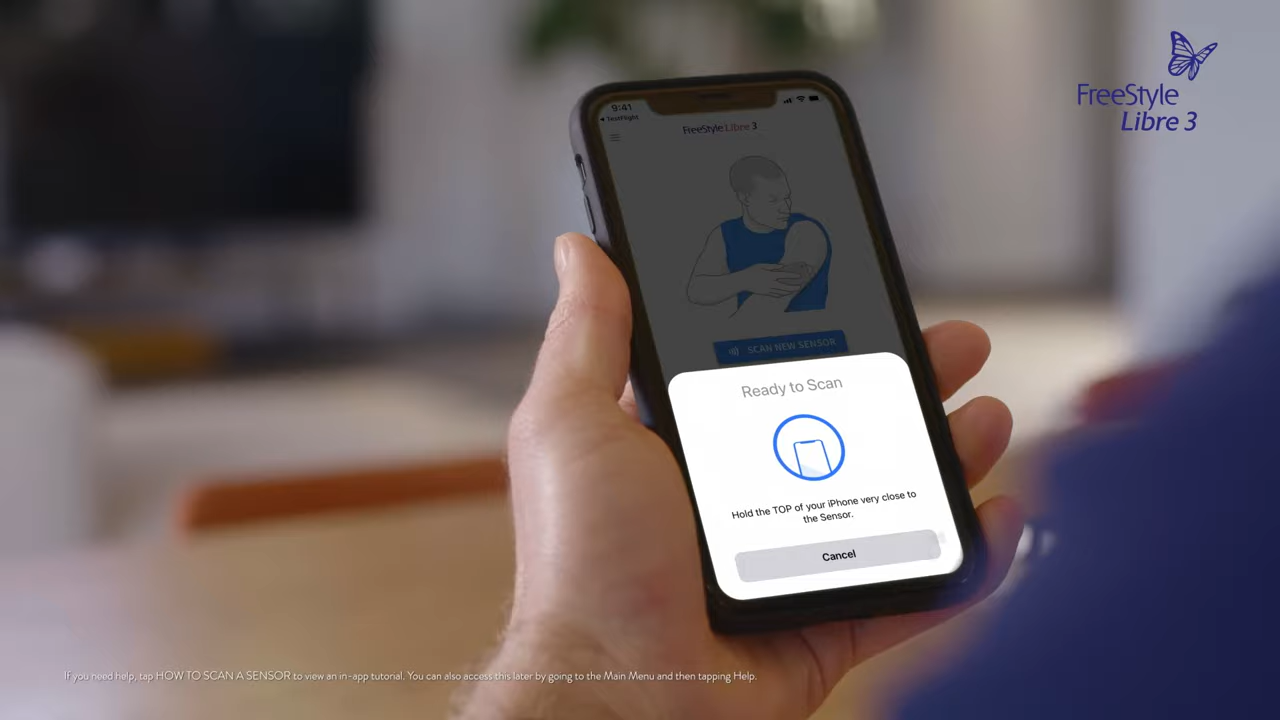 FreeStyle
Libre 3
9:41
TestFlight
FreeStyle Libre 3
SCAN NEW SENSOR
Ready to Scan
Hold the TOP of your iPhone very close to
the Sensor.
Cancel
If you need help, tap HOW TO SCAN A SENSOR to view an in-app tutorial. You can also access this later by going to the Main Menu and then tapping Help.